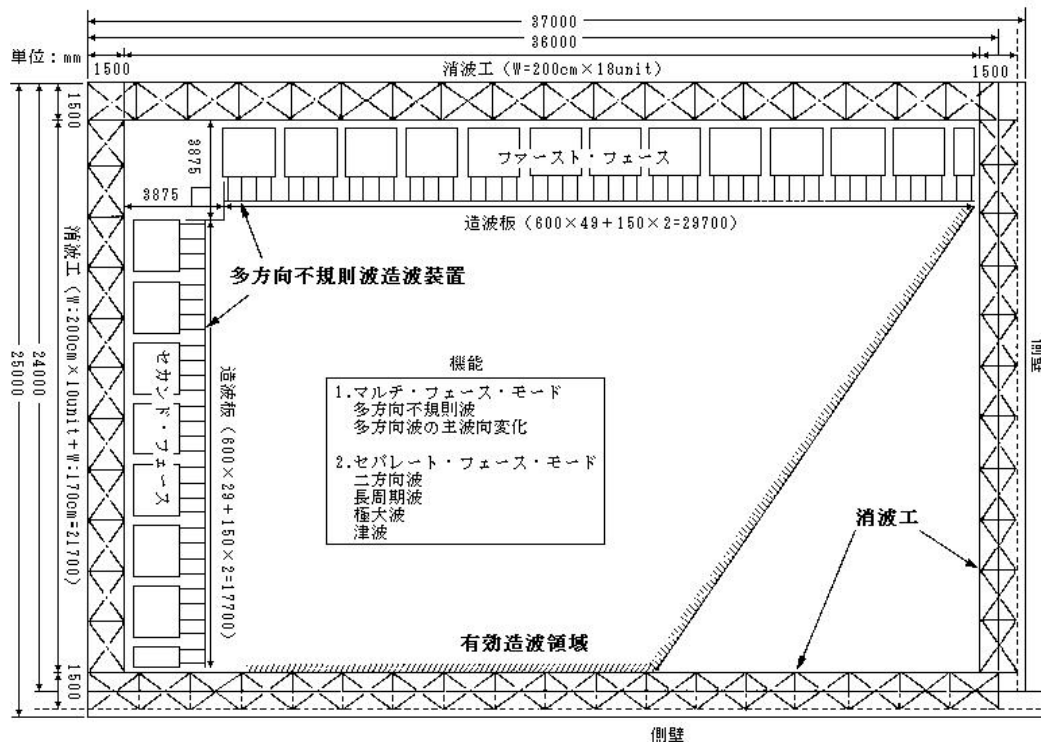 37000
36000
単位：mm
1500
消波工（W=200cm×18unit）
1500
1500
3875
ファースト・フェース
3875
造波板（600×49+150×2=29700）
多方向不規則波造波装置
消波工（W:200cm×10unit+W:170cm=21700）
24000
25000
セカンド・フェース
造波板（600×29+150×2=17700）
機能
1.マルチ・フェース・モード
多方向不規則波
多方向波の主波向変化
2.セパレート・フェース・モード
二方向波
長周期波
極大波
津波
側壁
消波工
有効造波領域
1500
側壁